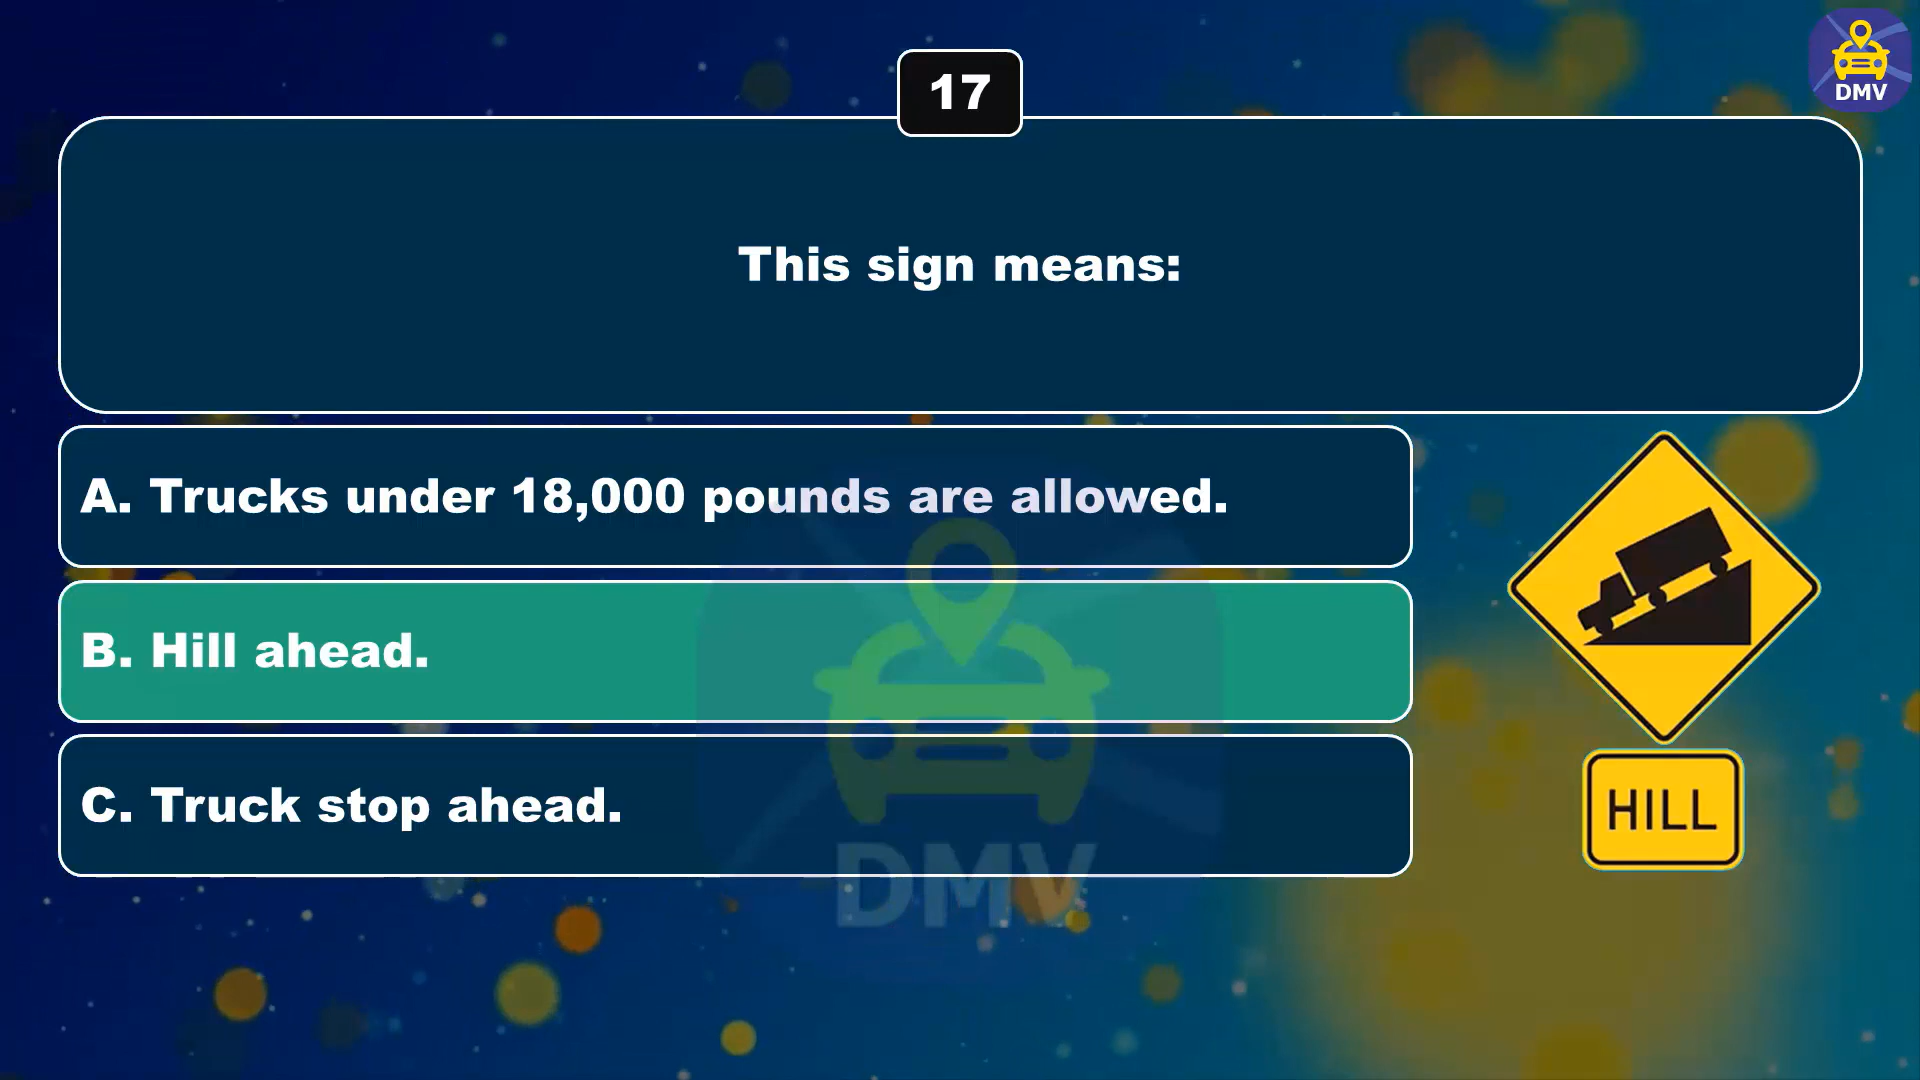 DMV
17
This sign means:
A. Trucks under 18,000 pounds are allowed.
B. Hill ahead.
C. Truck stop ahead.
HILL
DMV